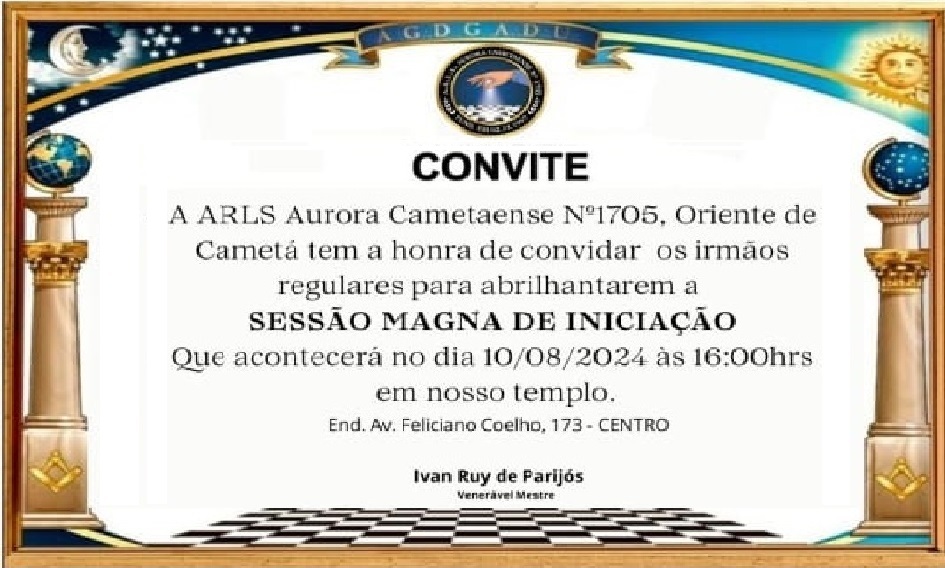 A G D G A D U
CONVITE
A ARLS Aurora Cametaense Nº1705, Oriente de
Cametá tem a honra de convidar os irmãos
regulares para abrilhantarem a
SESSÃO MAGNA DE INICIAÇÃO
Que acontecerá no dia 10/08/2024 às 16:00hrs
em nosso templo.
End. Av. Feliciano Coelho, 173 - CENTRO
Ivan Ruy de Parijós
Venerável Mestre